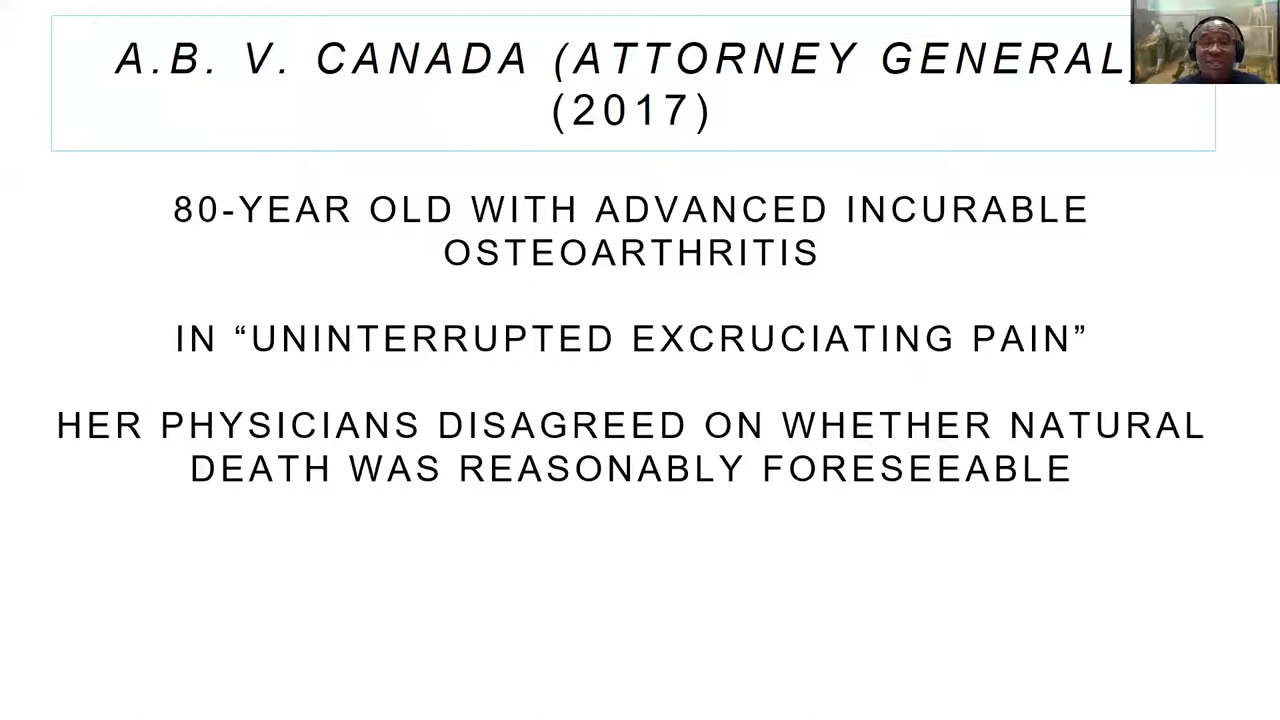 A.B. V. CANADA (ATTORNEY GENERAL)
(2017)
80-YEAR OLD WITH ADVANCED INCURABLE
OSTEOARTHRITIS
IN “UNINTERRUPTED EXCRUCIATING PAIN”
HER PHYSICIANS DISAGREED ON WHETHER NATURAL
DEATH WAS REASONABLY FORESEEABLE